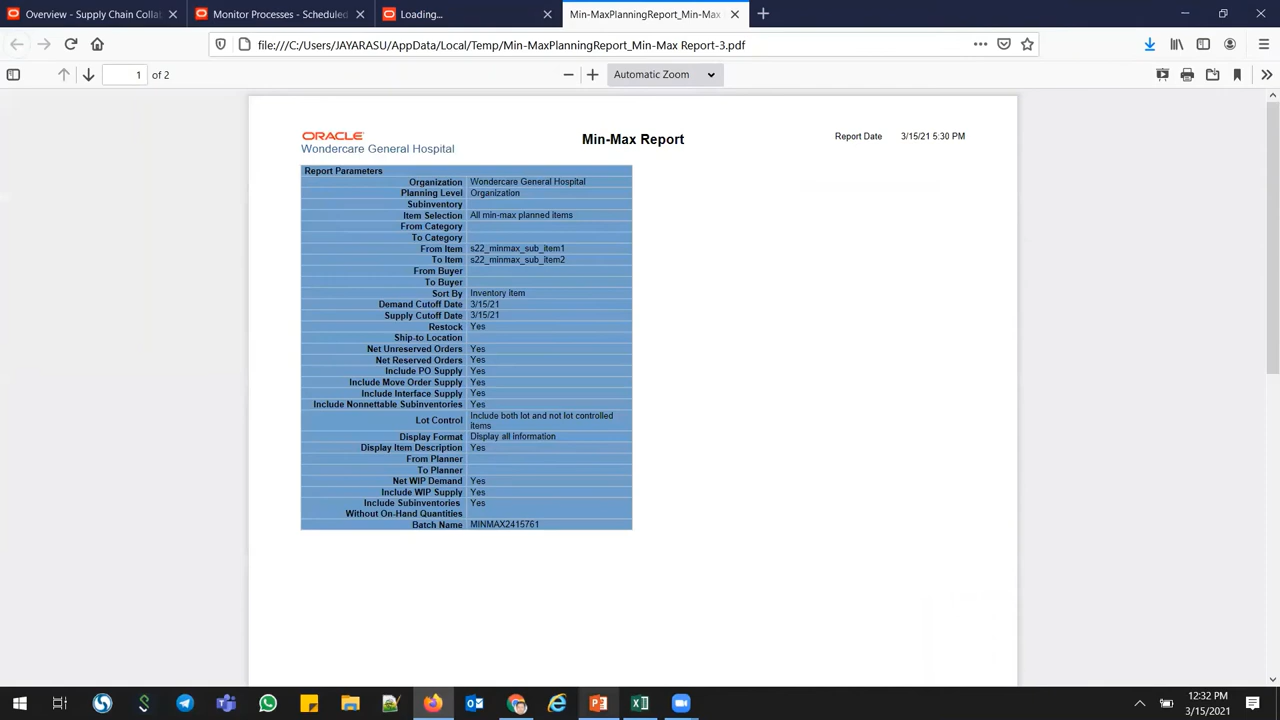 Overview - Supply Chain Collab
Monitor Processes - Scheduled
Loading...
Min-MaxPlanningReport_Min-Max
file:///C:/Users/JAYARASU/AppData/Local/Temp/Min-MaxPlanningReport_Min-Max Report-3.pdf
1 of 2
Automatic Zoom
ORACLE
Wondercare General Hospital
Min-Max Report
Report Date 3/15/21 5:30 PM
Report Parameters
Organization Wondercare General Hospital
Planning Level Organization
Subinventory
Item Selection All min-max planned items
From Category
To Category
From Item s22_minmax_sub_item1
To Item s22_minmax_sub_item2
From Buyer
To Buyer
Sort By Inventory item
Demand Cutoff Date 3/15/21
Supply Cutoff Date 3/15/21
Restock Yes
Ship-to Location
Net Unreserved Orders Yes
Net Reserved Orders Yes
Include PO Supply Yes
Include Move Order Supply Yes
Include Interface Supply Yes
Include Nonnettable Subinventories Yes
Lot Control Include both lot and not lot controlled
items
Display Format Display all information
Display Item Description Yes
From Planner
To Planner
Net WIP Demand Yes
Include WIP Supply Yes
Include Subinventories Yes
Without On-Hand Quantities
Batch Name MINMAX2415761
12:32 PM
3/15/2021